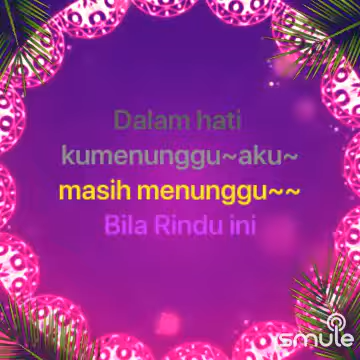 Dalam hati
kumenunggu~aku~
masih menunggu~~
Bila Rindu ini
smule